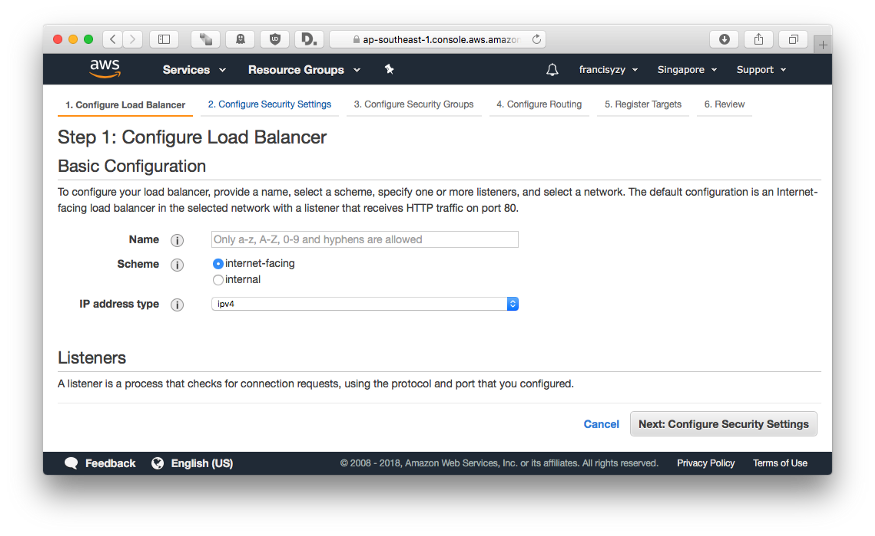 ap-southeast-1.console.aws.amazon
aws Services Resource Groups francisyzy Singapore Support
1. Configure Load Balancer 2. Configure Security Settings 3. Configure Security Groups 4. Configure Routing 5. Register Targets 6. Review
Step 1: Configure Load Balancer
Basic Configuration
To configure your load balancer, provide a name, select a scheme, specify one or more listeners, and select a network. The default configuration is an Internet-
facing load balancer in the selected network with a listener that receives HTTP traffic on port 80.
Name Only a-z, A-Z, 0-9 and hyphens are allowed
Scheme internet-facing
internal
IP address type ipv4
Listeners
A listener is a process that checks for connection requests, using the protocol and port that you configured.
Cancel Next: Configure Security Settings
Feedback English (US) © 2008 - 2018, Amazon Web Services, Inc. or its affiliates. All rights reserved. Privacy Policy Terms of Use